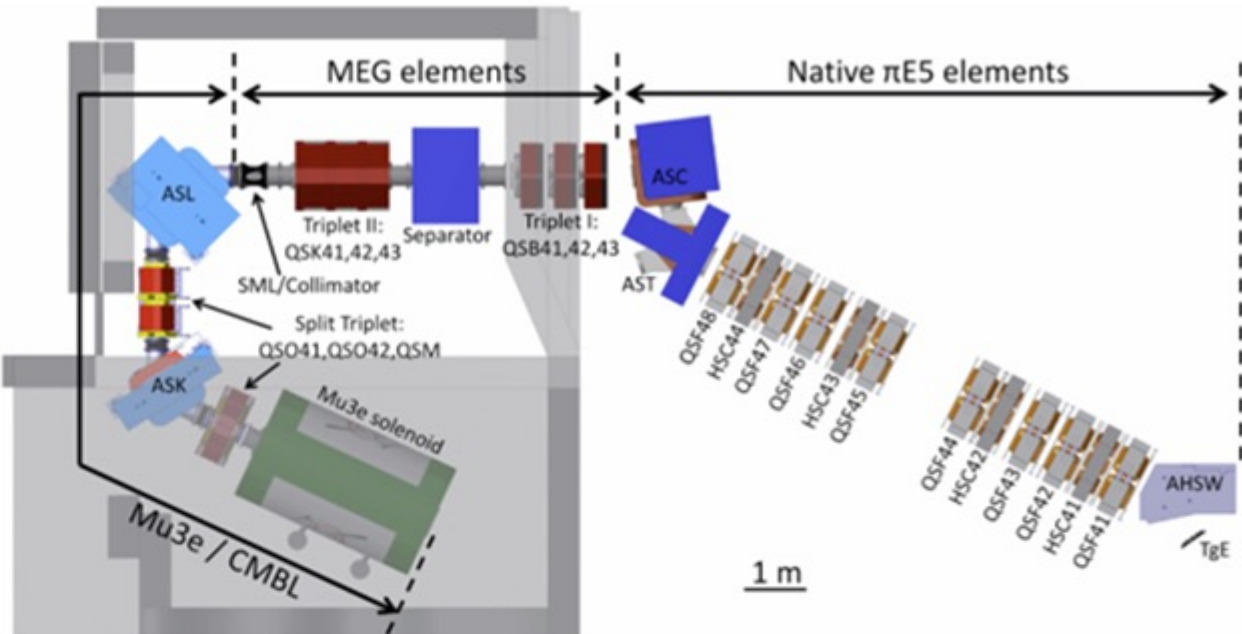 MEG elements
Native πE5 elements
ASL
ASC
Triplet II:
QSK41,42,43
Separator
Triplet I:
QSB41,42,43
AST
SML/Collimator
Split Triplet:
QSO41,QSO42,QSM
ASK
Mu3e solenoid
Mu3e / CMBL
QSF48
HSC44
QSF47
QSF46
HSC43
QSF45
QSF44
HSC42
QSF43
QSF42
HSC41
QSF41
AHSW
TgE
1 m